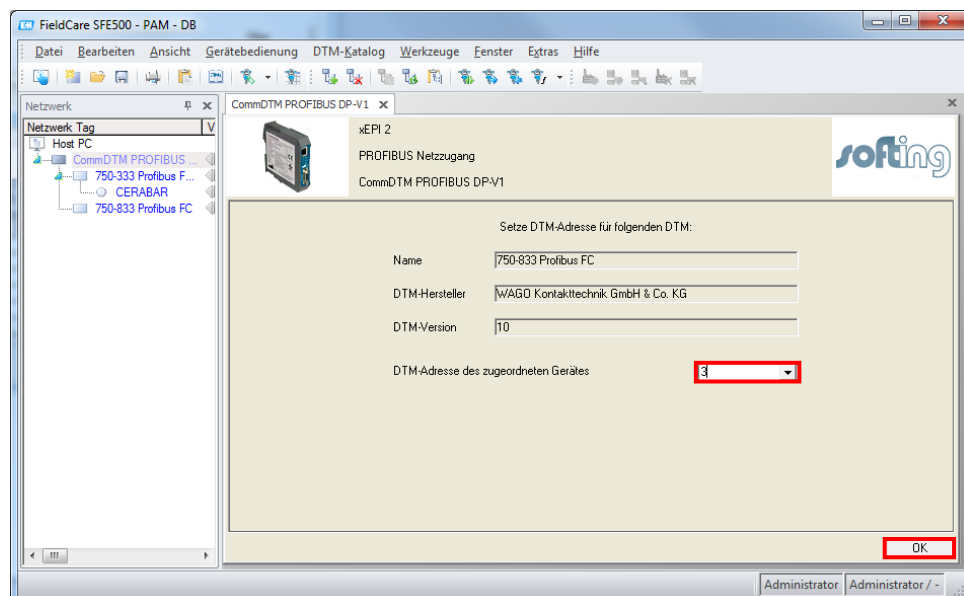 FieldCare SFE500 - PAM - DB
Datei Bearbeiten Ansicht Gerätebedienung DTM-Katalog Werkzeuge Fenster Extras Hilfe
Netzwerk
Netzwerk Tag V
Host PC
CommDTM PROFIBUS ...
750-333 Profibus F...
CERABAR
750-833 Profibus FC
CommDTM PROFIBUS DP-V1
xEPI 2
PROFIBUS Netzzugang
CommDTM PROFIBUS DP-V1
softing
Setze DTM-Adresse für folgenden DTM:
Name 750-833 Profibus FC
DTM-Hersteller WAGO Kontakttechnik GmbH & Co. KG
DTM-Version 10
DTM-Adresse des zugeordneten Gerätes 3
OK
Administrator Administrator / -